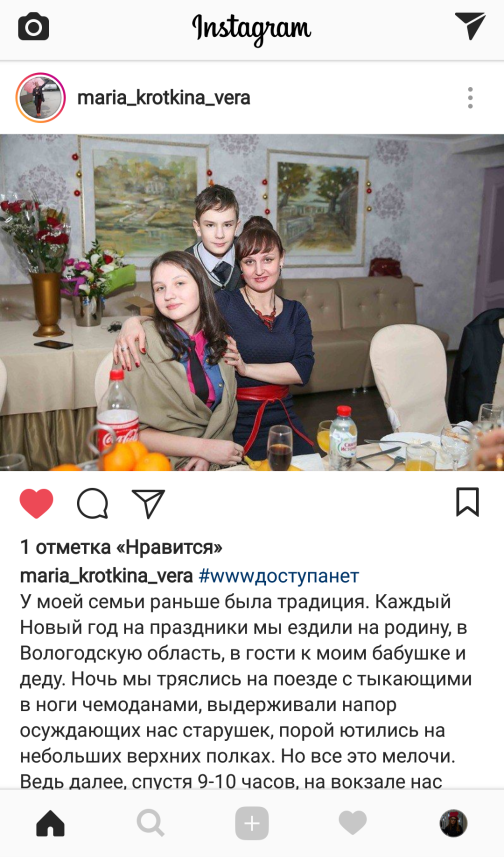 Instagram
maria_krotkina_vera
Coca-Cola
1 отметка «Нравится»
maria_krotkina_vera #wwwдоступанет
У моей семьи раньше была традиция. Каждый
Новый год на праздники мы ездили на родину, в
Вологодскую область, в гости к моим бабушке и
деду. Ночь мы тряслись на поезде с тыкающими
в ноги чемоданами, выдерживали напор
осуждающих нас старушек, порой ютились на
небольших верхних полках. Но все это мелочи.
Ведь далее, спустя 9-10 часов, на вокзале нас